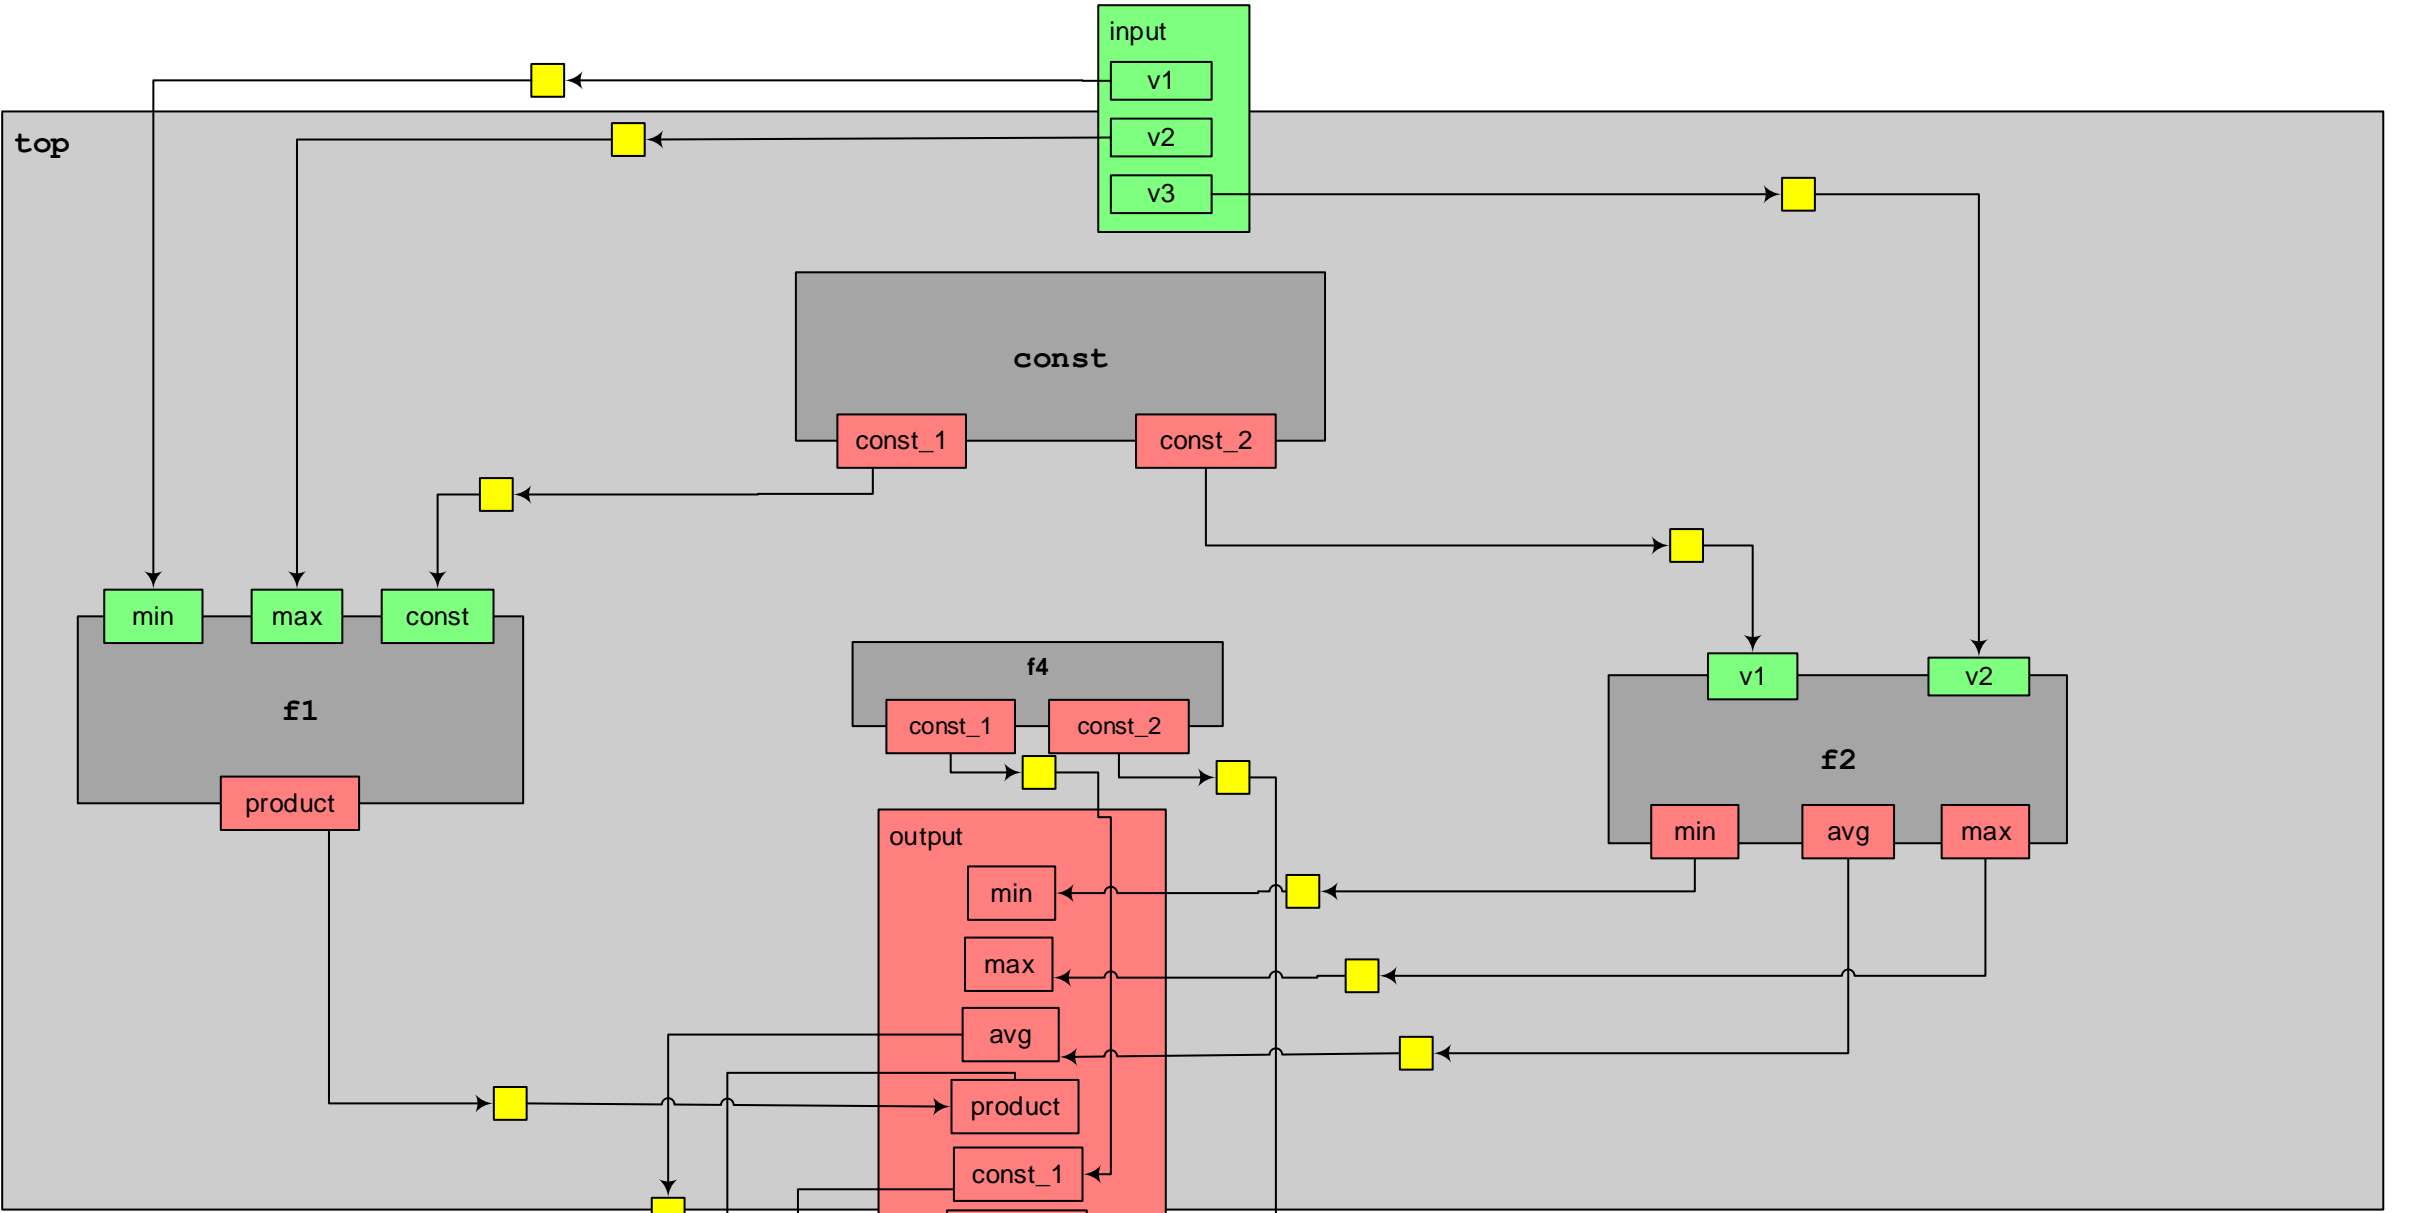 input
v1
top
v2
v3
const
const_1
const_2
min
max
const
f4
f1
v1
v2
const_1
const_2
f2
product
output
min
avg
max
min
max
avg
product
const_1